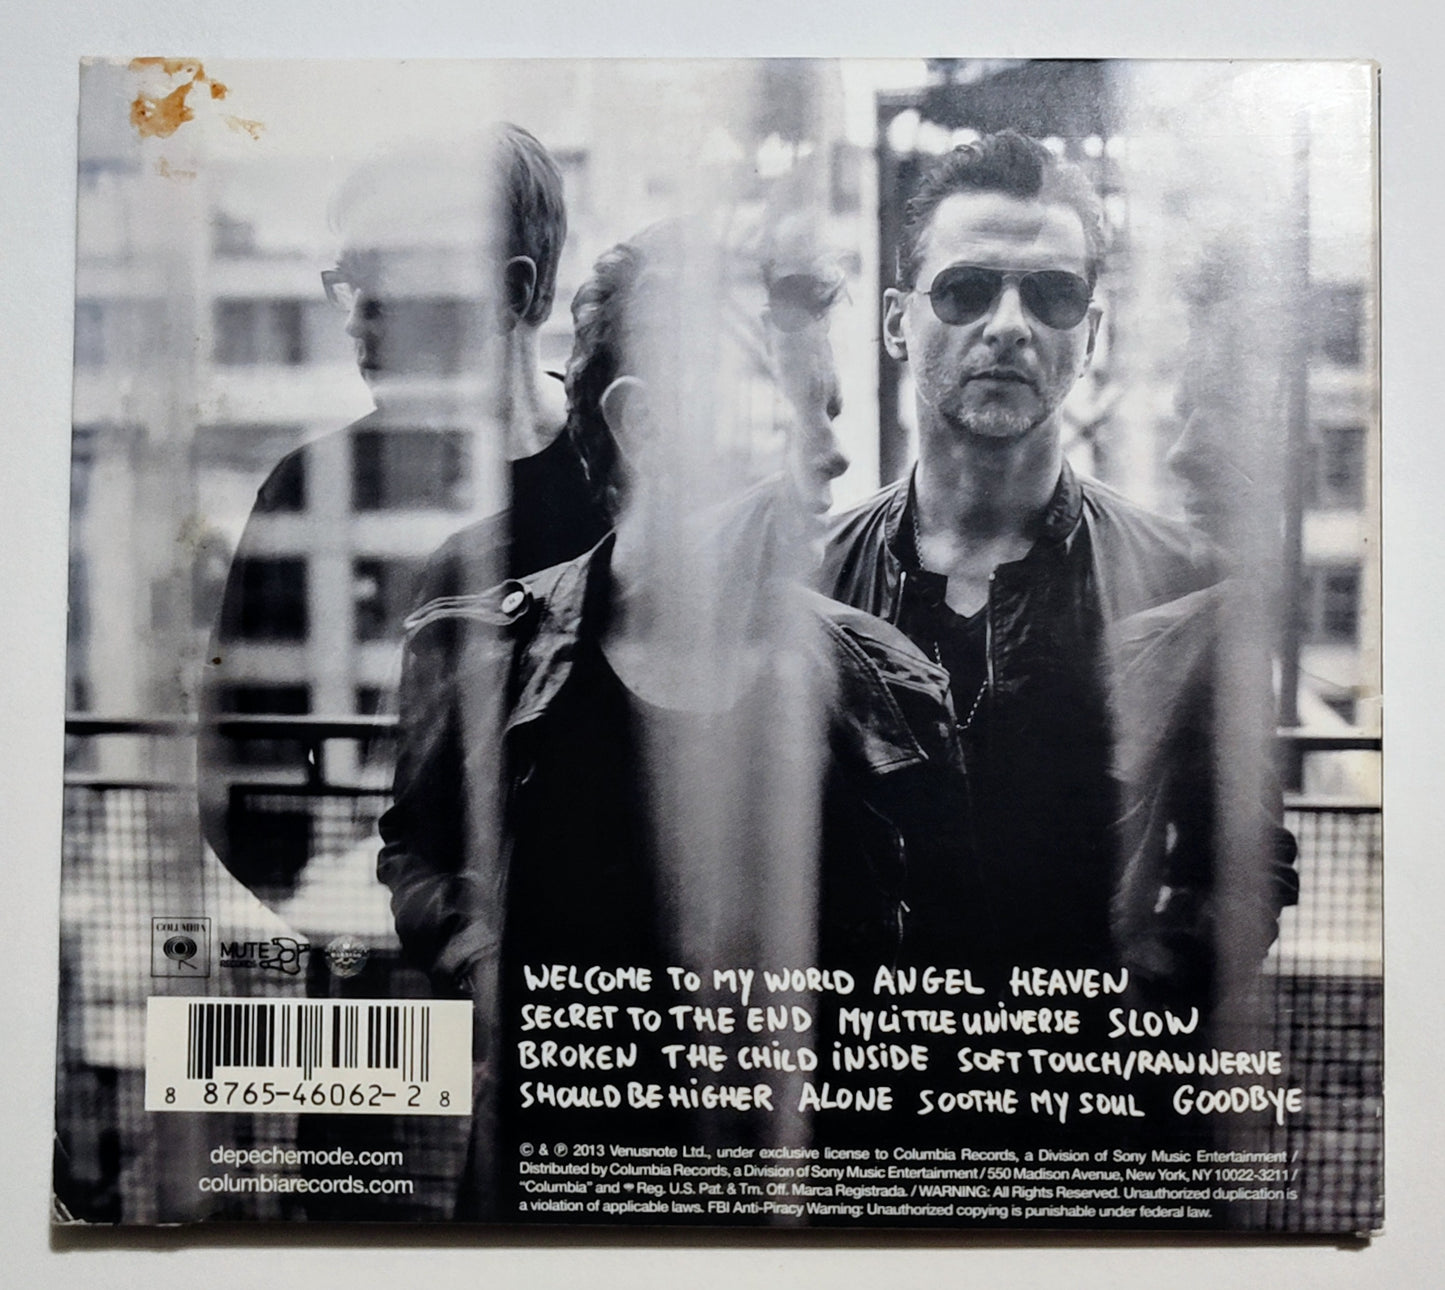 COLUMBIA
MUTE
RECORDS
WELCOME TO MY WORLD ANGEL HEAVEN
SECRET TO THE END MY LITTLE UNIVERSE SLOW
BROKEN THE CHILD INSIDE SOFT TOUCH/RAW NERVE
SHOULD BE HIGHER ALONE SOOTHE MY SOUL GOODBYE
8 8765-46062-2 8
depechemode.com
columbiarecords.com
© & ℗ 2013 Venusnote Ltd., under exclusive license to Columbia Records, a Division of Sony Music Entertainment /
Distributed by Columbia Records, a Division of Sony Music Entertainment / 550 Madison Avenue, New York, NY 10022-3211 /
“Columbia” and Reg. U.S. Pat. & Tm. Off. Marca Registrada. / WARNING: All Rights Reserved. Unauthorized duplication is
a violation of applicable laws. FBI Anti-Piracy Warning: Unauthorized copying is punishable under federal law.